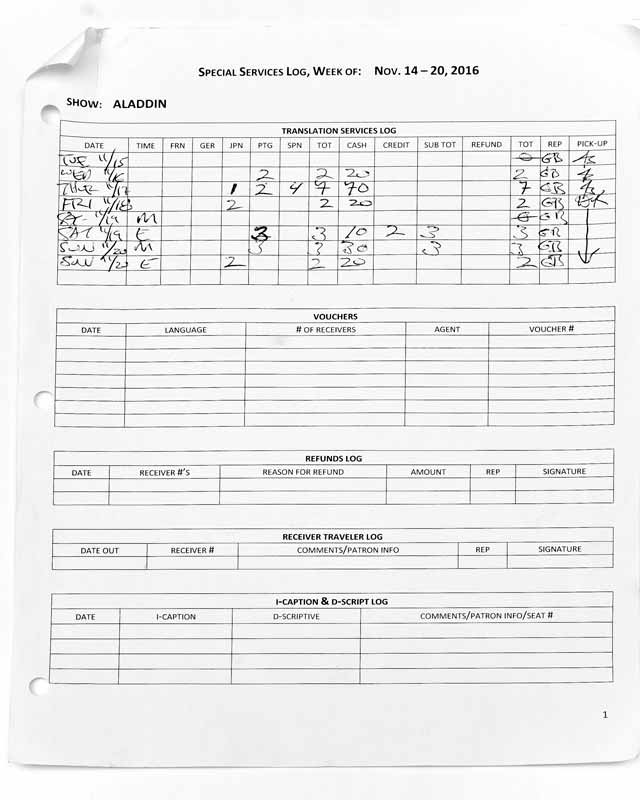 SPECIAL SERVICES LOG, WEEK OF: NOV. 14 – 20, 2016
SHOW: ALADDIN
TRANSLATION SERVICES LOG
DATE TIME FRN GER JPN PTG SPN TOT CASH CREDIT SUB TOT REFUND TOT REP PICK-UP
TUE 11/15 0 GB
WED 11/16 2 2 20 2 GB
THUR 11/17 1 2 4 7 70 7 GB
FRI 11/18 2 2 20 2 GB
11/19 M 0 GB
SAT 11/19 E 3 3 10 2 3 3 GB
SUN 11/20 M 3 3 30 3 3 GB
SUN 11/20 E 2 2 20 2 GB
VOUCHERS
DATE LANGUAGE # OF RECEIVERS AGENT VOUCHER #
REFUNDS LOG
DATE RECEIVER #'S REASON FOR REFUND AMOUNT REP SIGNATURE
RECEIVER TRAVELER LOG
DATE OUT RECEIVER # COMMENTS/PATRON INFO REP SIGNATURE
I-CAPTION & D-SCRIPT LOG
DATE I-CAPTION D-SCRIPTIVE COMMENTS/PATRON INFO/SEAT #
1